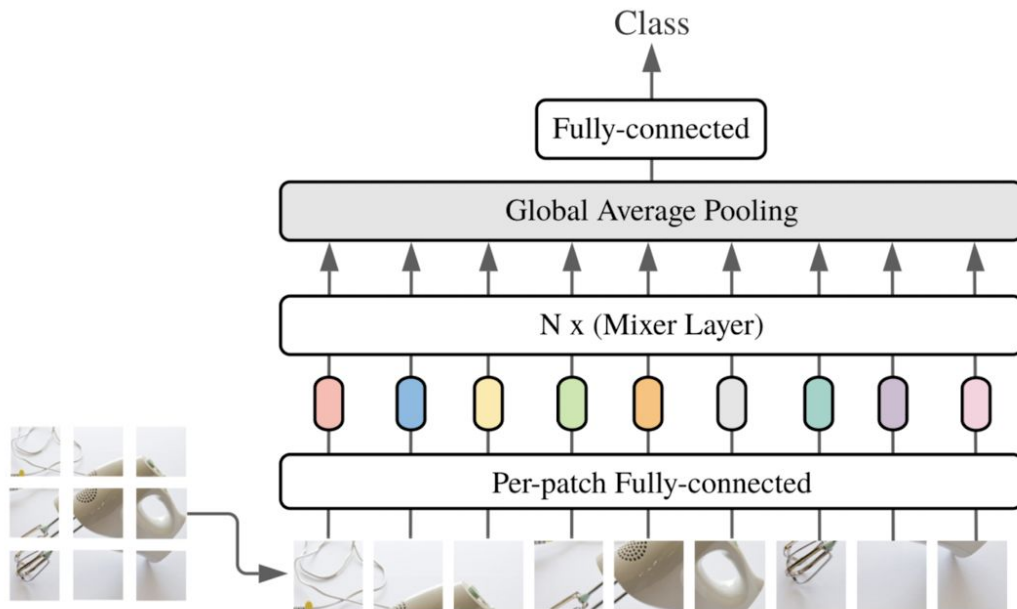 Class
Fully-connected
Global Average Pooling
N x (Mixer Layer)
Per-patch Fully-connected